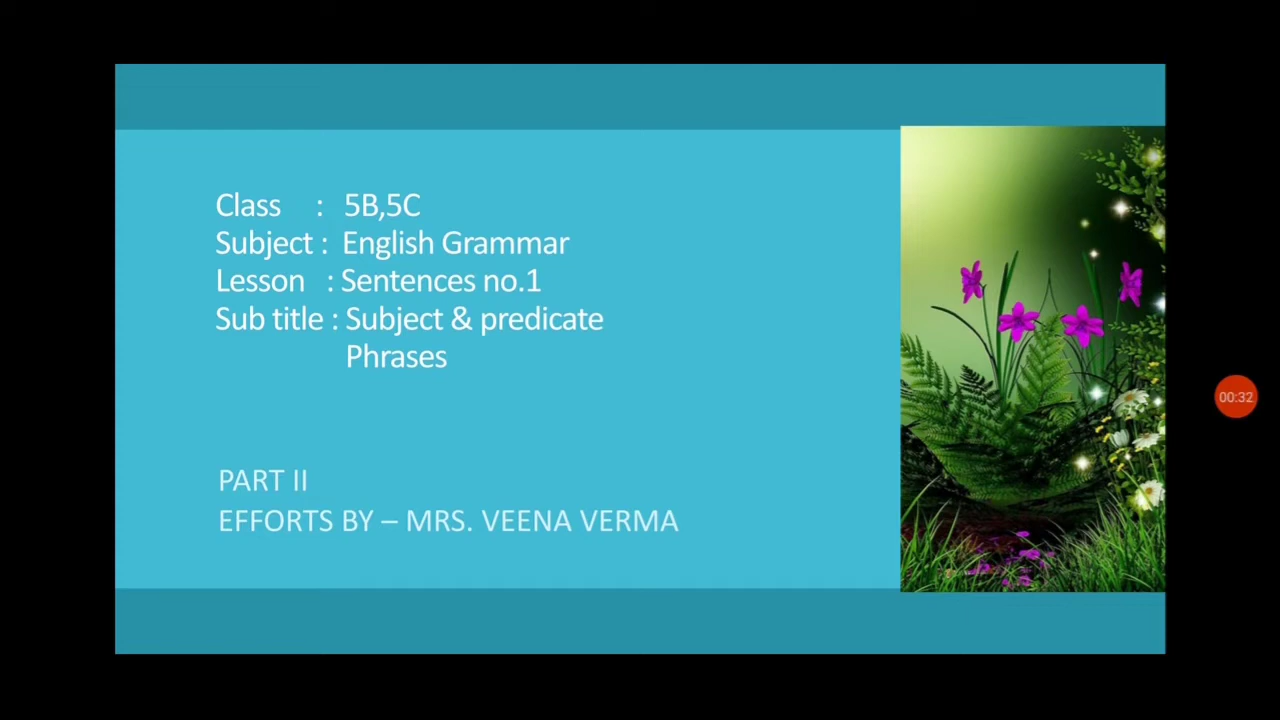 Class : 5B,5C
Subject : English Grammar
Lesson : Sentences no.1
Sub title : Subject & predicate
Phrases
PART II
EFFORTS BY – MRS. VEENA VERMA
00:32